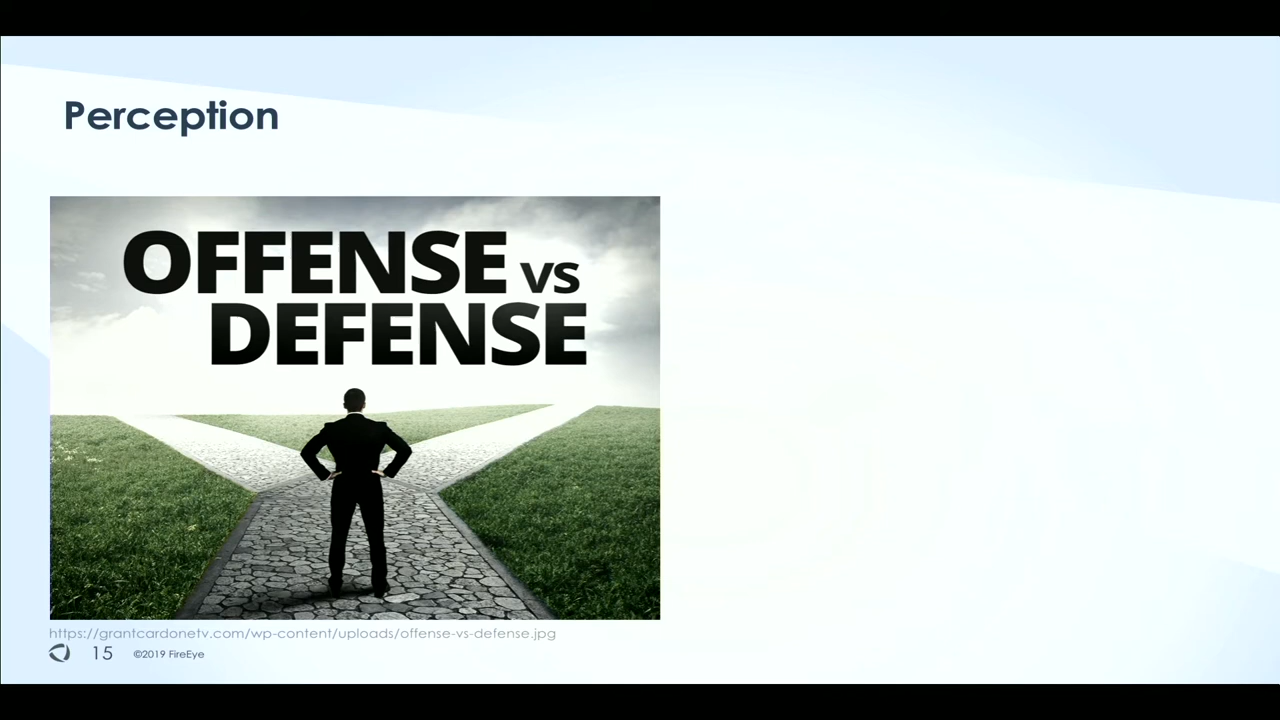 Perception
OFFENSE VS
DEFENSE
https://grantcardonetv.com/wp-content/uploads/offense-vs-defense.jpg
15 ©2019 FireEye